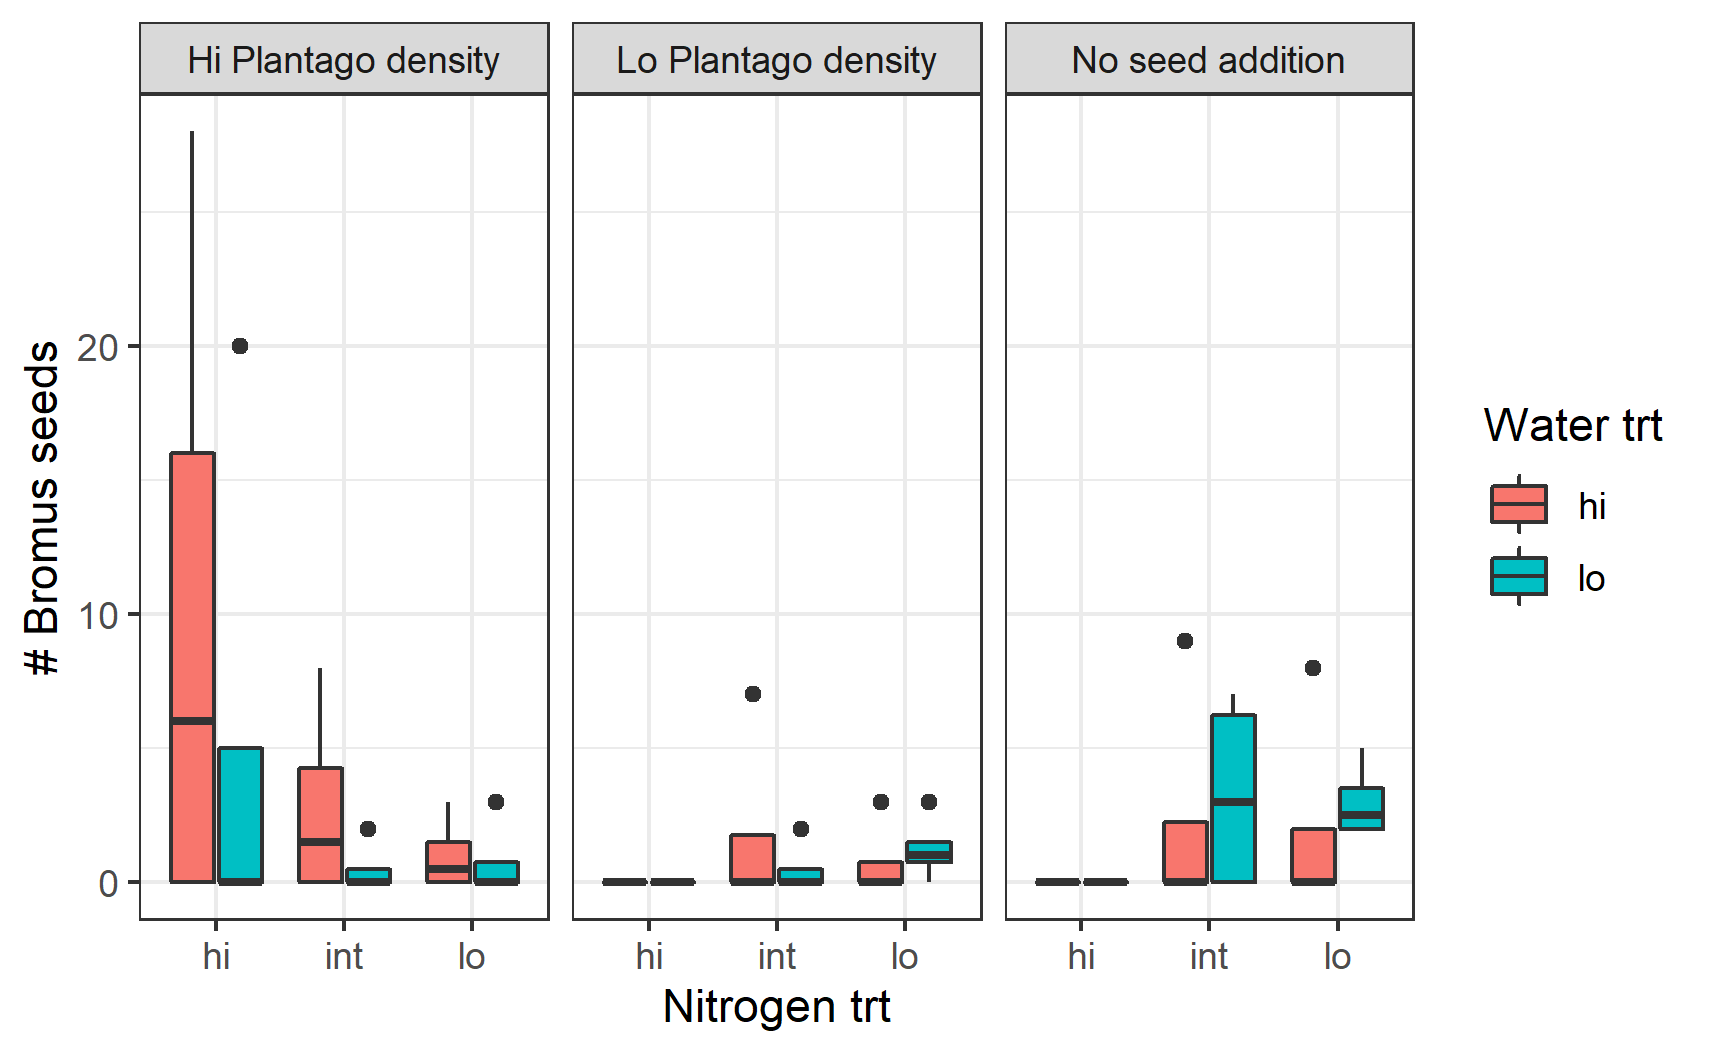 Hi Plantago density
Lo Plantago density
No seed addition
# Bromus seeds
20
10
0
hi
int
lo
hi
int
lo
hi
int
lo
Nitrogen trt
Water trt
hi
lo